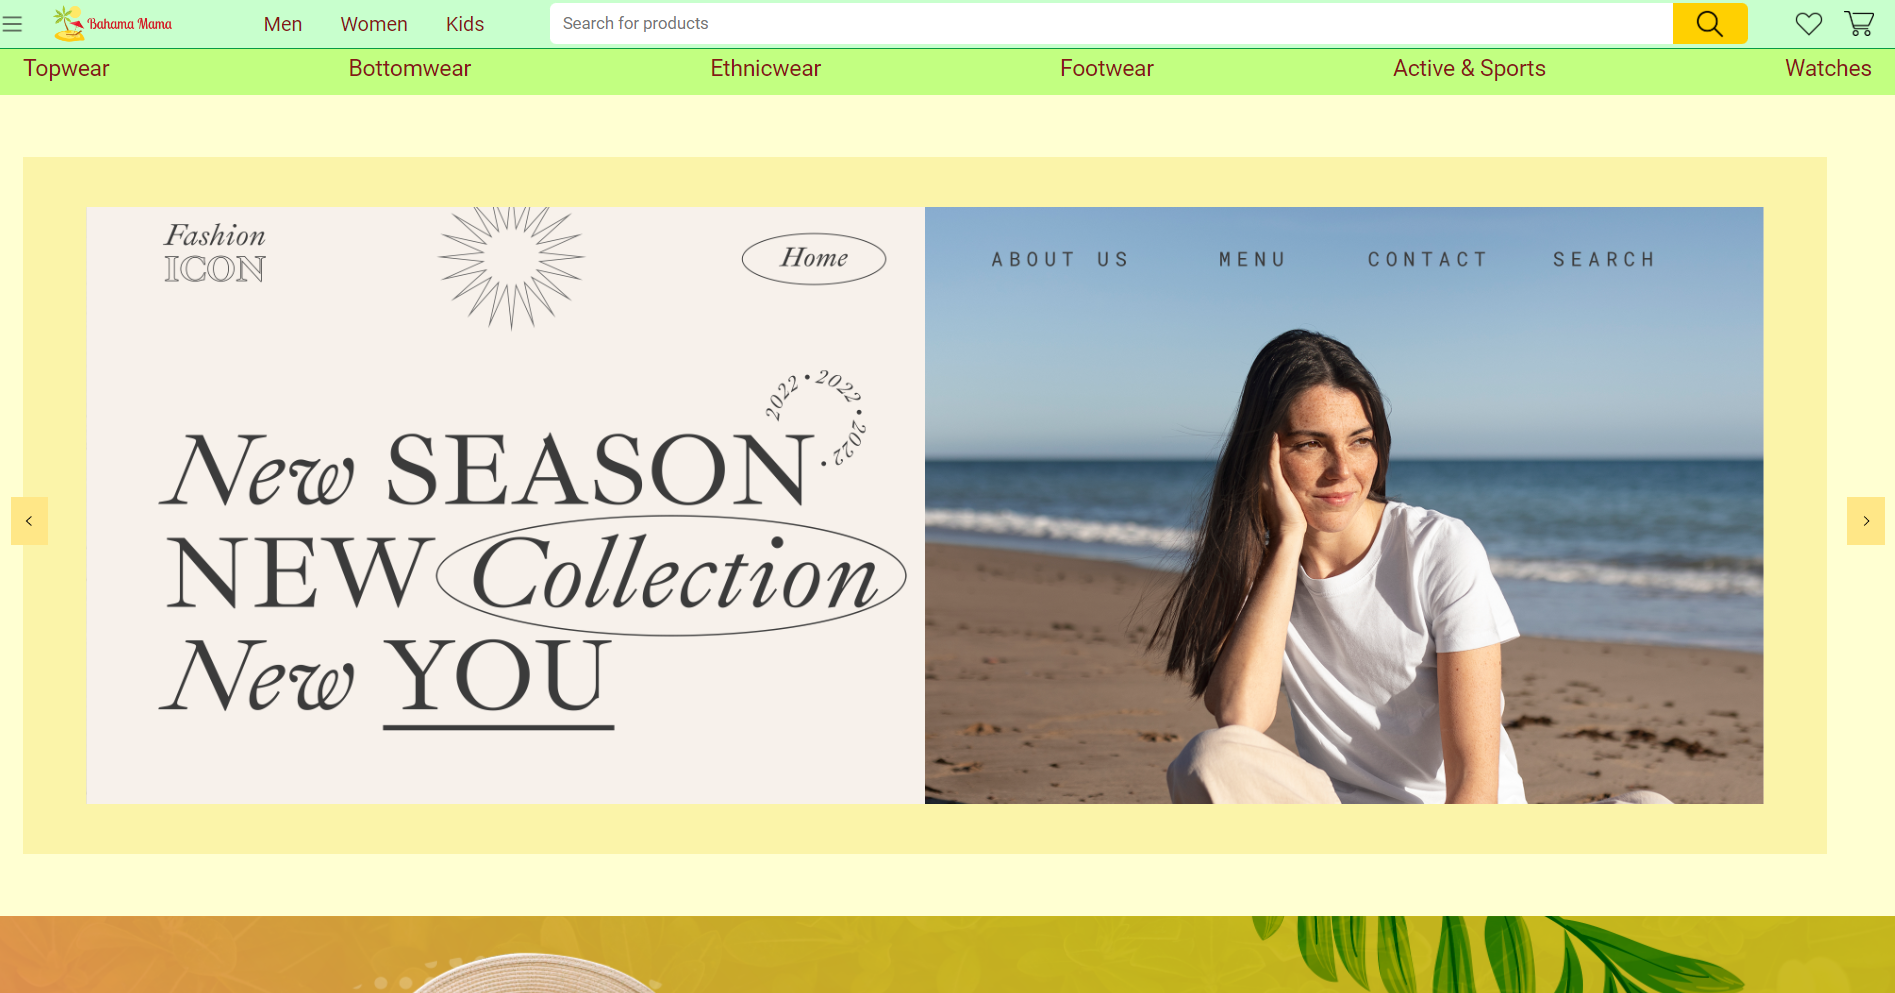 Bahama Mama
Men
Women
Kids
Search for products
Topwear
Bottomwear
Ethnicwear
Footwear
Active & Sports
Watches
Fashion
ICON
Home
ABOUT US
MENU
CONTACT
SEARCH
2022 • 2022 • 2022 •
New SEASON
NEW Collection
New YOU